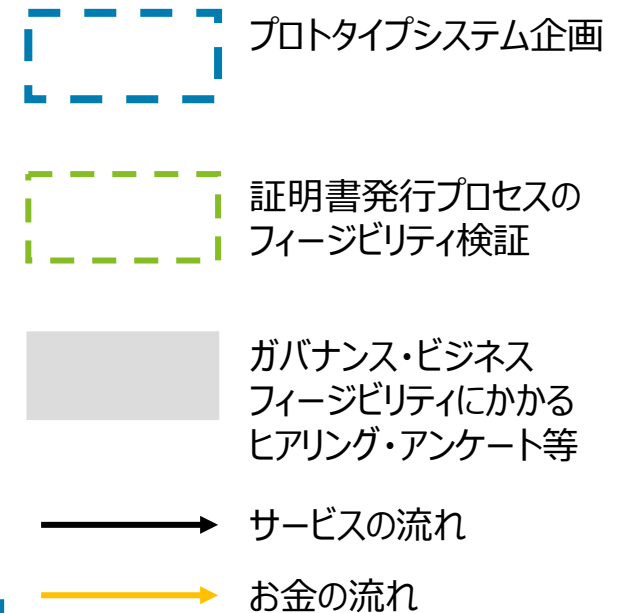 プロトタイプシステム企画
証明書発行プロセスの
フィージビリティ検証
ガバナンス・ビジネス
フィージビリティにかかる
ヒアリング・アンケート等
サービスの流れ
お金の流れ